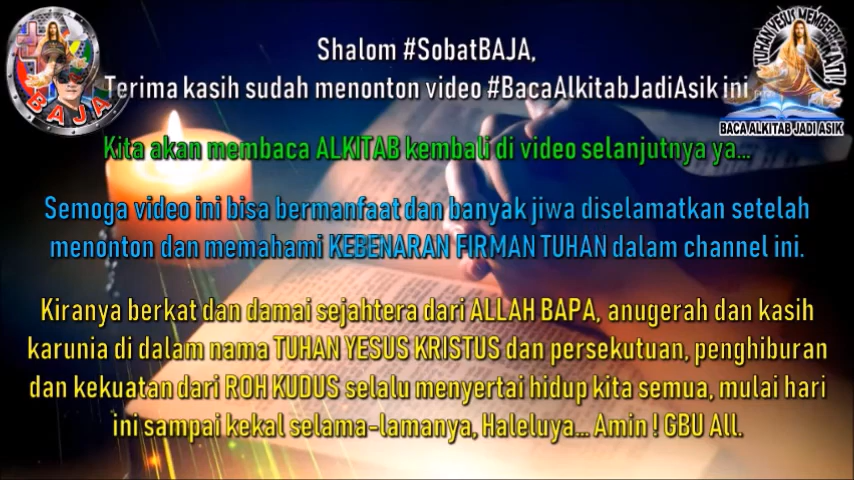 Shalom #SobatBAJA,
Terima kasih sudah menonton video #BacaAlkitabJadiAsik ini
Kita akan membaca ALKITAB kembali di video selanjutnya ya...
Semoga video ini bisa bermanfaat dan banyak jiwa diselamatkan setelah
menonton dan memahami KEBENARAN FIRMAN TUHAN dalam channel ini.
Kiranya berkat dan damai sejahtera dari ALLAH BAPA, anugerah dan kasih
karunia di dalam nama TUHAN YESUS KRISTUS dan persekutuan, penghiburan
dan kekuatan dari ROH KUDUS selalu menyertai hidup kita semua, mulai hari
ini sampai kekal selama-lamanya, Haleluya... Amin ! GBU All.
BAJA
TUHAN YESUS MEMBERKATI
BACA ALKITAB JADI ASIK